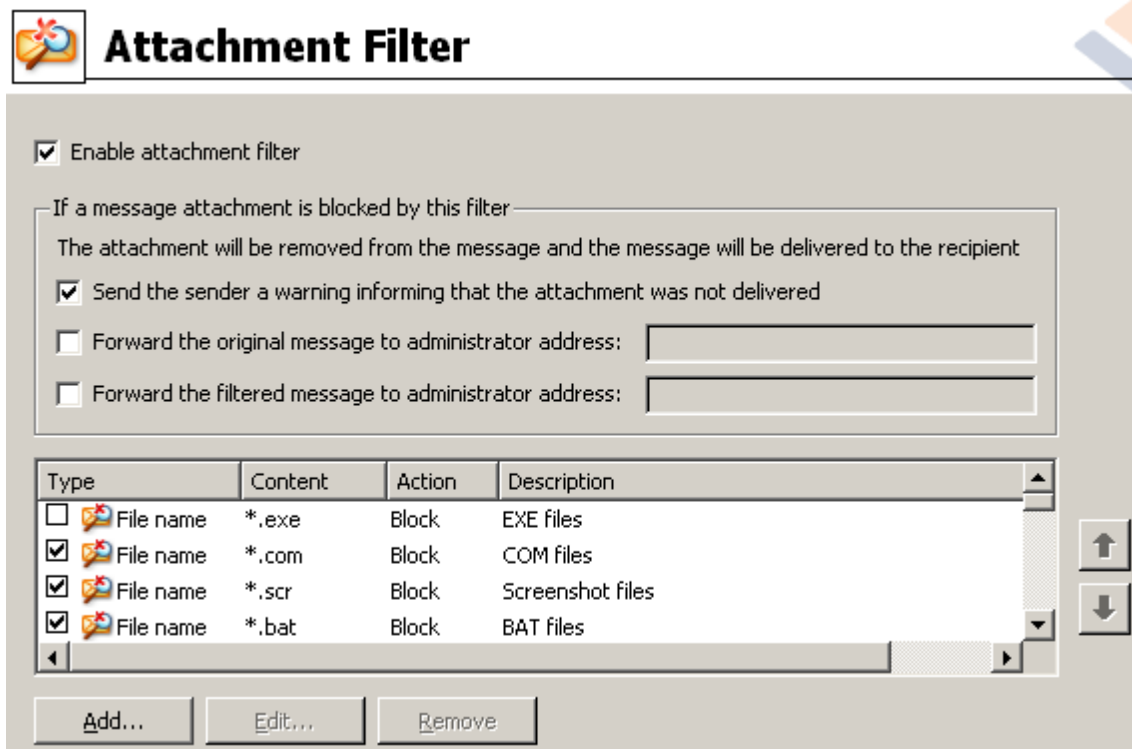 Attachment Filter
Enable attachment filter
If a message attachment is blocked by this filter
The attachment will be removed from the message and the message will be delivered to the recipient
Send the sender a warning informing that the attachment was not delivered
Forward the original message to administrator address:
Forward the filtered message to administrator address:
Type Content Action Description
File name *.exe Block EXE files
File name *.com Block COM files
File name *.scr Block Screenshot files
File name *.bat Block BAT files
Add... Edit... Remove